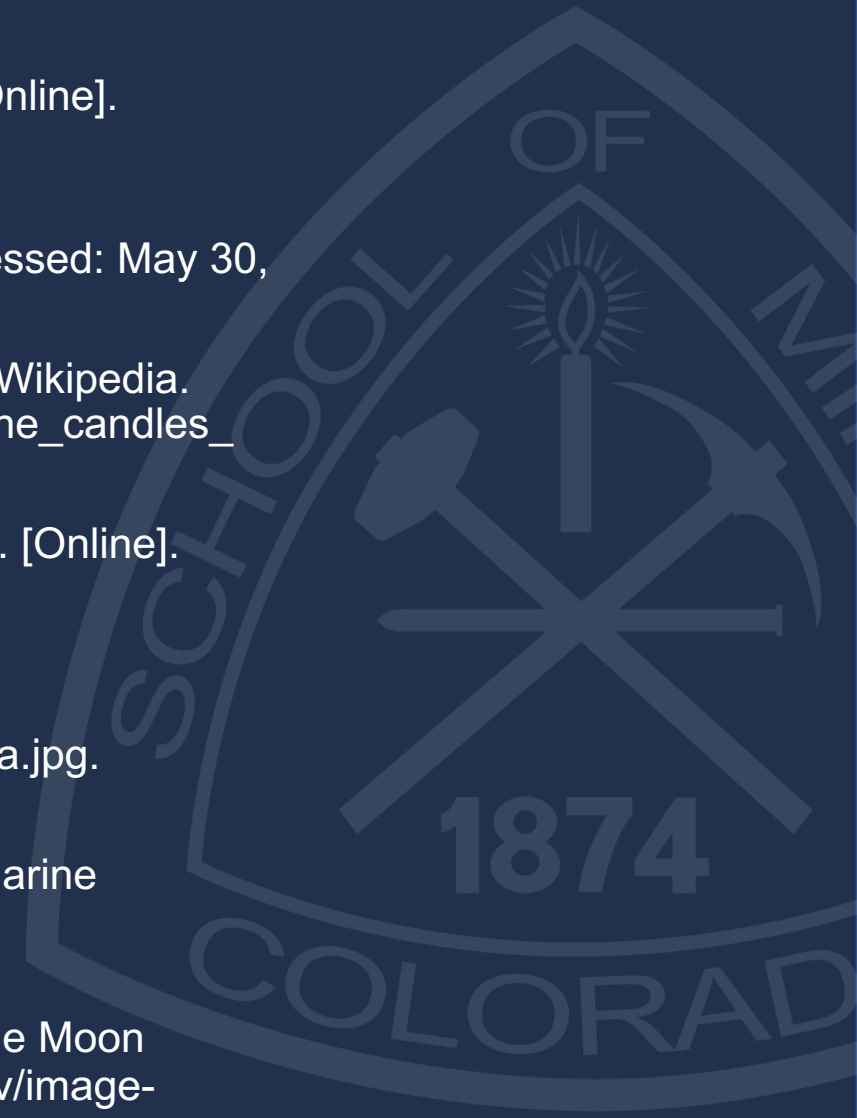 Online].
essed: May 30,
Wikipedia.
ne_candles_
. [Online].
a.jpg.
arine
e Moon
v/image-
SCHOOL
OF
1874
COLORAD